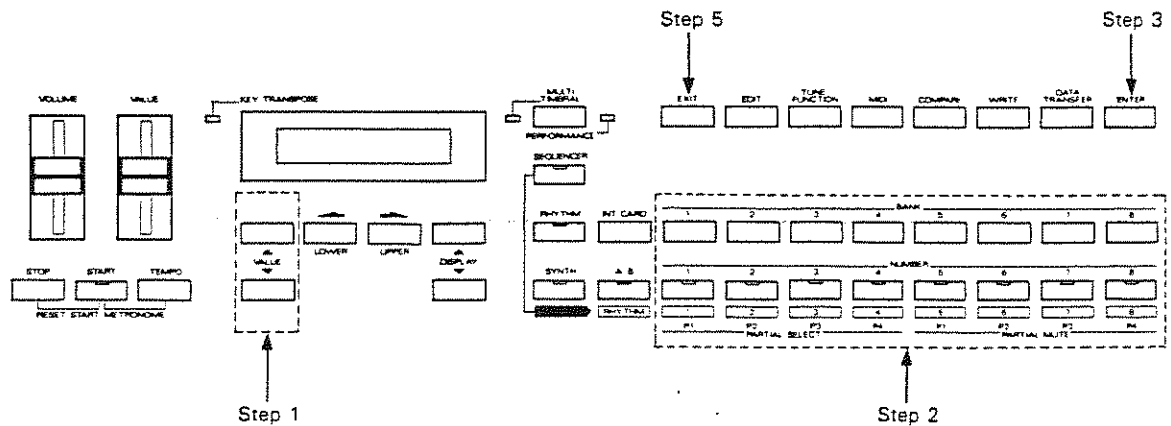 Step 5
Step 3
VOLUME
VALUE
KEY TRANSPOSE
MULTI TIMBRAL
PERFORMANCE
EXIT
EDIT
TUNE FUNCTION
MIDI
COMPARE
WRITE
DATA TRANSFER
ENTER
SEQUENCER
BANK
RHYTHM
INT CARD
1 2 3 4 5 6 7 8
LOWER
UPPER
VALUE
DISPLAY
STOP
START
TEMPO
RESET START METRONOME
SYNTH
A B
NUMBER
1 2 3 4 5 6 7 8
RHYTHM
1 2 3 4 5 6 7 8
P1 P2 P3 P4 P1 P2 P3 P4
PARTIAL SELECT
PARTIAL MUTE
Step 1
Step 2